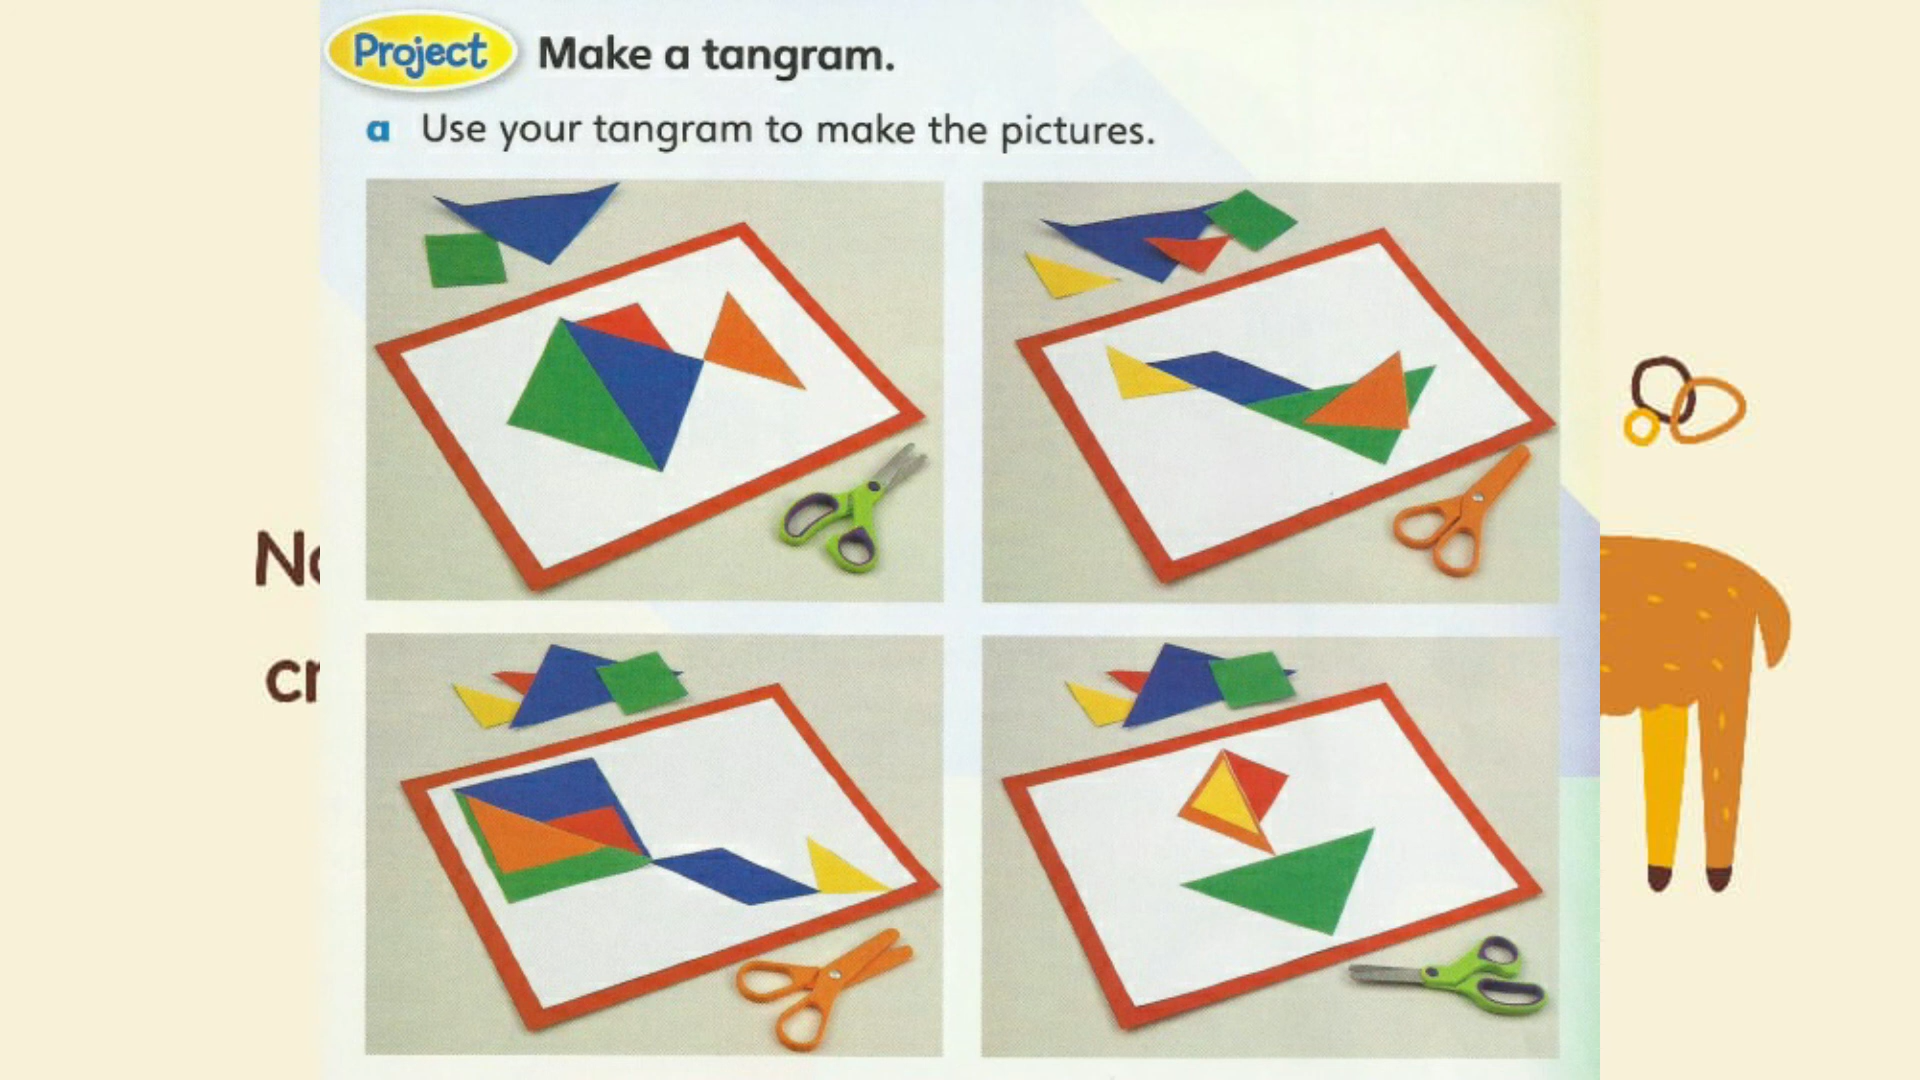 Project Make a tangram.
a Use your tangram to make the pictures.